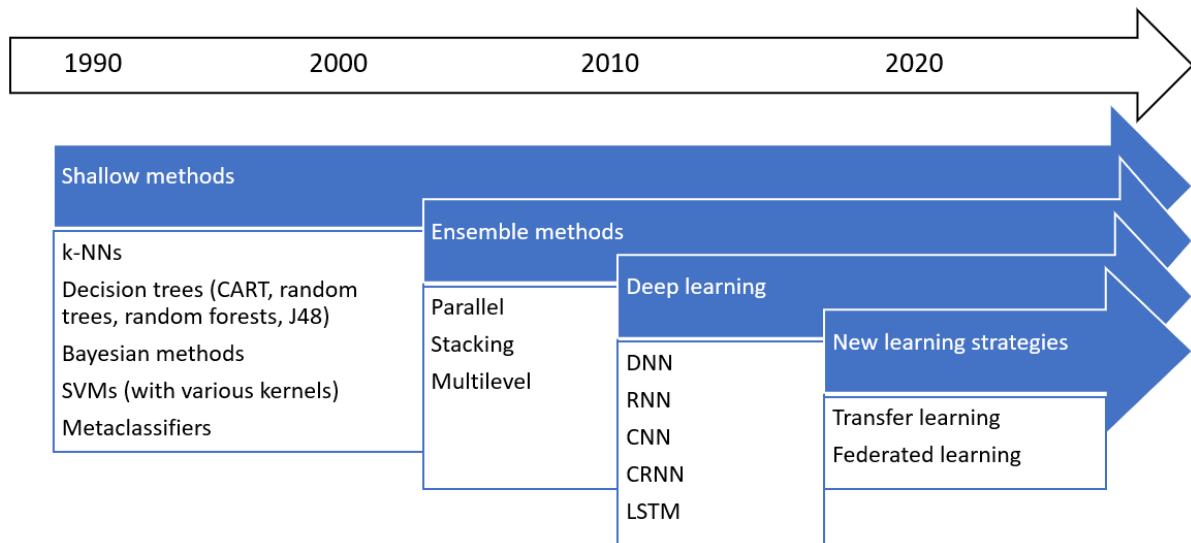 1990 2000 2010 2020
Shallow methods
k-NNs
Decision trees (CART, random
trees, random forests, J48)
Bayesian methods
SVMs (with various kernels)
Metaclassifiers
Ensemble methods
Parallel
Stacking
Multilevel
Deep learning
DNN
RNN
CNN
CRNN
LSTM
New learning strategies
Transfer learning
Federated learning